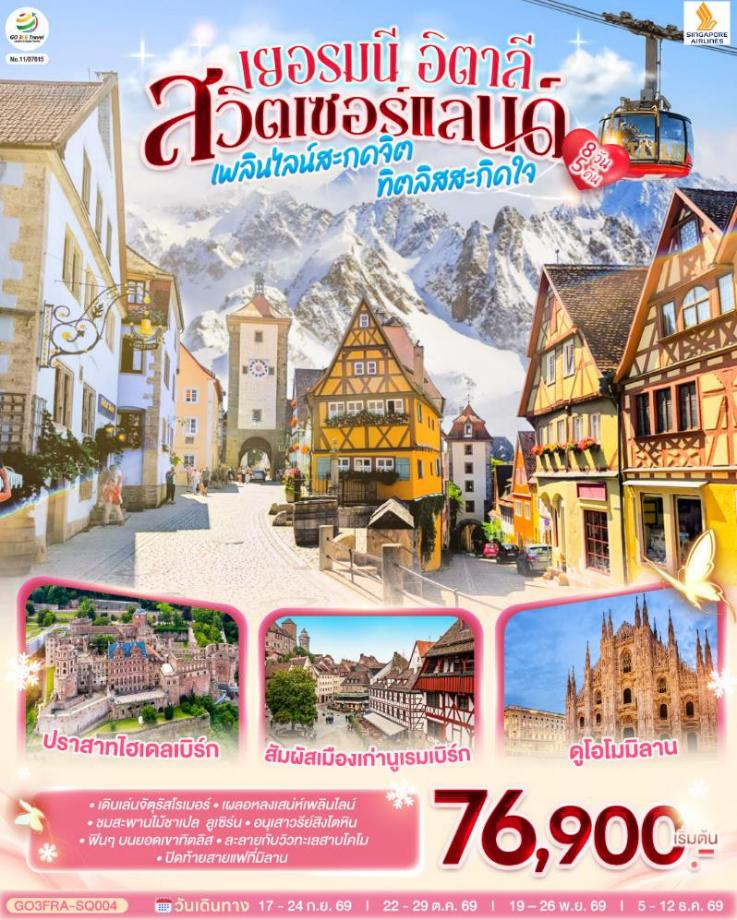 GO 365 Travel
No.11/07615
SINGAPORE
AIRLINES
เยอรมนี อิตาลี
สวิตเซอร์แลนด์
เพลินไลน์สะกดจิต
ทิตลิสสะกิดใจ
8 วัน
5 คืน
ปราสาทไฮเดลเบิร์ก
สัมผัสเมืองเก่านูเรมเบิร์ก
ดูโอโมมิลาน
• เดินเล่นจัตุรัสโรเมอร์ • เผลอหลงเสน่ห์เพลินไลน์
• ชมสะพานไม้ชาเปล ลูเซิร์น • อนุเสาวรีย์สิงโตหิน
• ฟินๆ บนยอดเขาทิตลิส • ละลายกับวิวทะเลสาบโคโม
• ปิดท้ายสายแฟที่มิลาน
76,900.-
เริ่มต้น
GO3FRA-SQ004
วันเดินทาง 17 - 24 ก.ย. 69 | 22 - 29 ต.ค. 69 | 19 – 26 พ.ย. 69 | 5 - 12 ธ.ค. 69